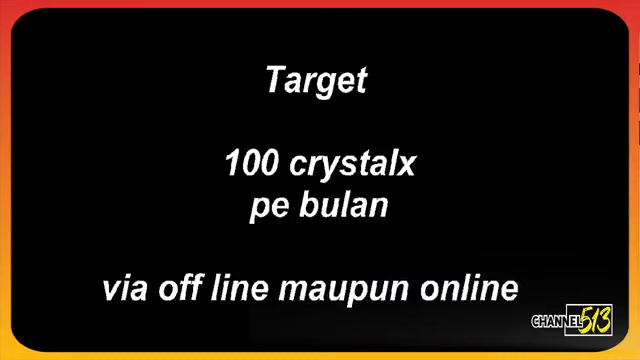 Target
100 crystalx
pe bulan
via off line maupun online
CHANNEL 513